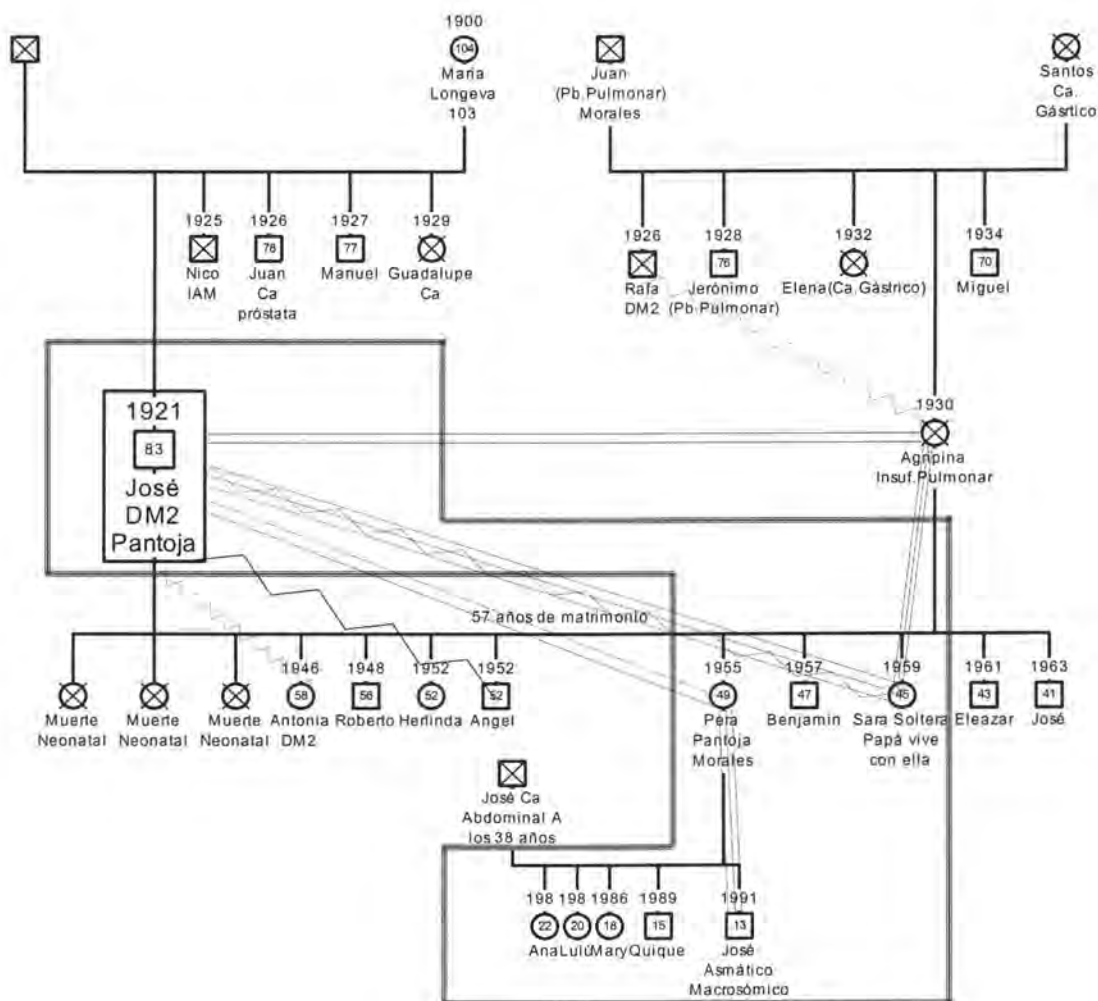 1900
104
María
Longeva
103
Juan
(Pb.Pulmonar)
Morales
Santos
Ca.
Gásrtico
1925
Nico
IAM
1926
78
Juan
Ca
próstata
1927
77
Manuel
1929
Guadalupe
Ca
1926
Rafa
DM2
1928
76
Jerónimo
(Pb.Pulmonar)
1932
Elena(Ca.Gástrico)
1934
70
Miguel
1921
83
José
DM2
Pantoja
1930
Agripina
Insuf.Pulmonar
57 años de matrimonio
Muerte
Neonatal
Muerte
Neonatal
Muerte
Neonatal
1946
58
Antonia
DM2
1948
56
Roberto
1952
52
Herlinda
1952
52
Angel
1955
49
Pera
Pantoja
Morales
1957
47
Benjamin
1959
45
Sara Soltera
Papá vive
con ella
1961
43
Eleazar
1963
41
José
José Ca
Abdominal A
los 38 años
198
22
Ana
198
20
Lulú
1986
18
Mary
1989
15
Quique
1991
13
José
Asmático
Macrosómico